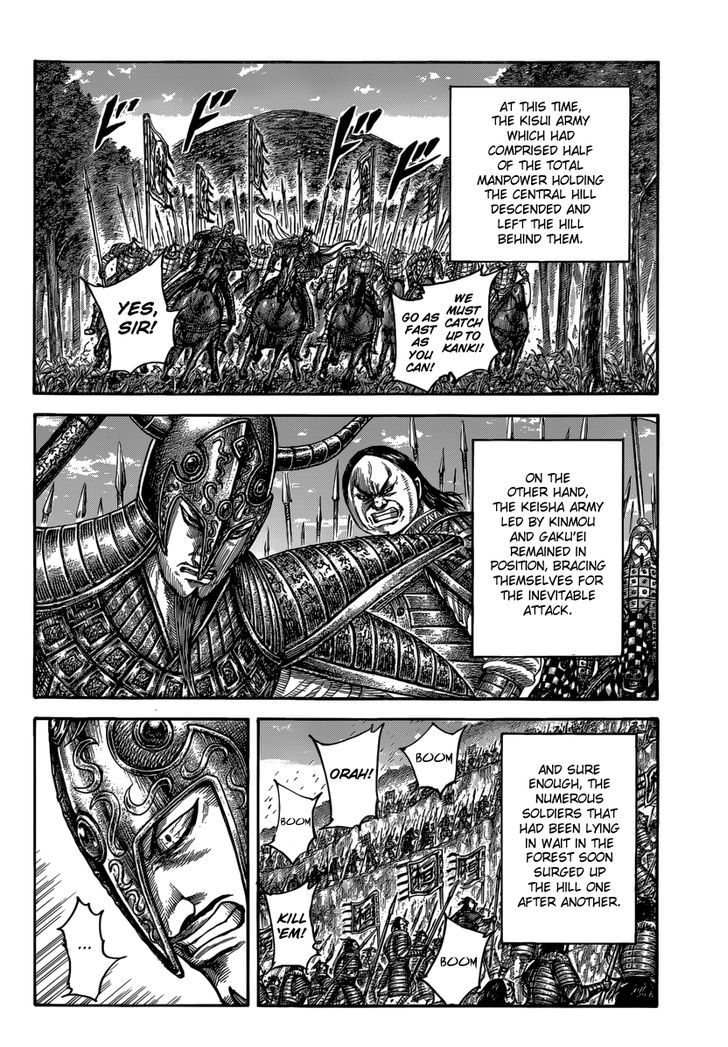 AT THIS TIME,
THE KISUI ARMY
WHICH HAD
COMPRISED HALF
OF THE TOTAL
MANPOWER HOLDING
THE CENTRAL HILL
DESCENDED AND
LEFT THE HILL
BEHIND THEM.
ド
ド
ド
ド
WE
MUST
CATCH
UP TO
KANKI!!
GO AS
FAST
AS
YOU
CAN!
YES,
SIR!
ON THE
OTHER HAND,
THE KEISHA ARMY
LED BY KINMOU
AND GAKU'EI
REMAINED IN
POSITION, BRACING
THEMSELVES FOR
THE INEVITABLE
ATTACK.
AND SURE
ENOUGH, THE
NUMEROUS
SOLDIERS THAT
HAD BEEN LYING
IN WAIT IN THE
FOREST SOON
SURGED UP
THE HILL ONE
AFTER ANOTHER.
BOOM
ORAH!
BOOM
KILL
'EM!
BOOM
桓
桓
桓
...